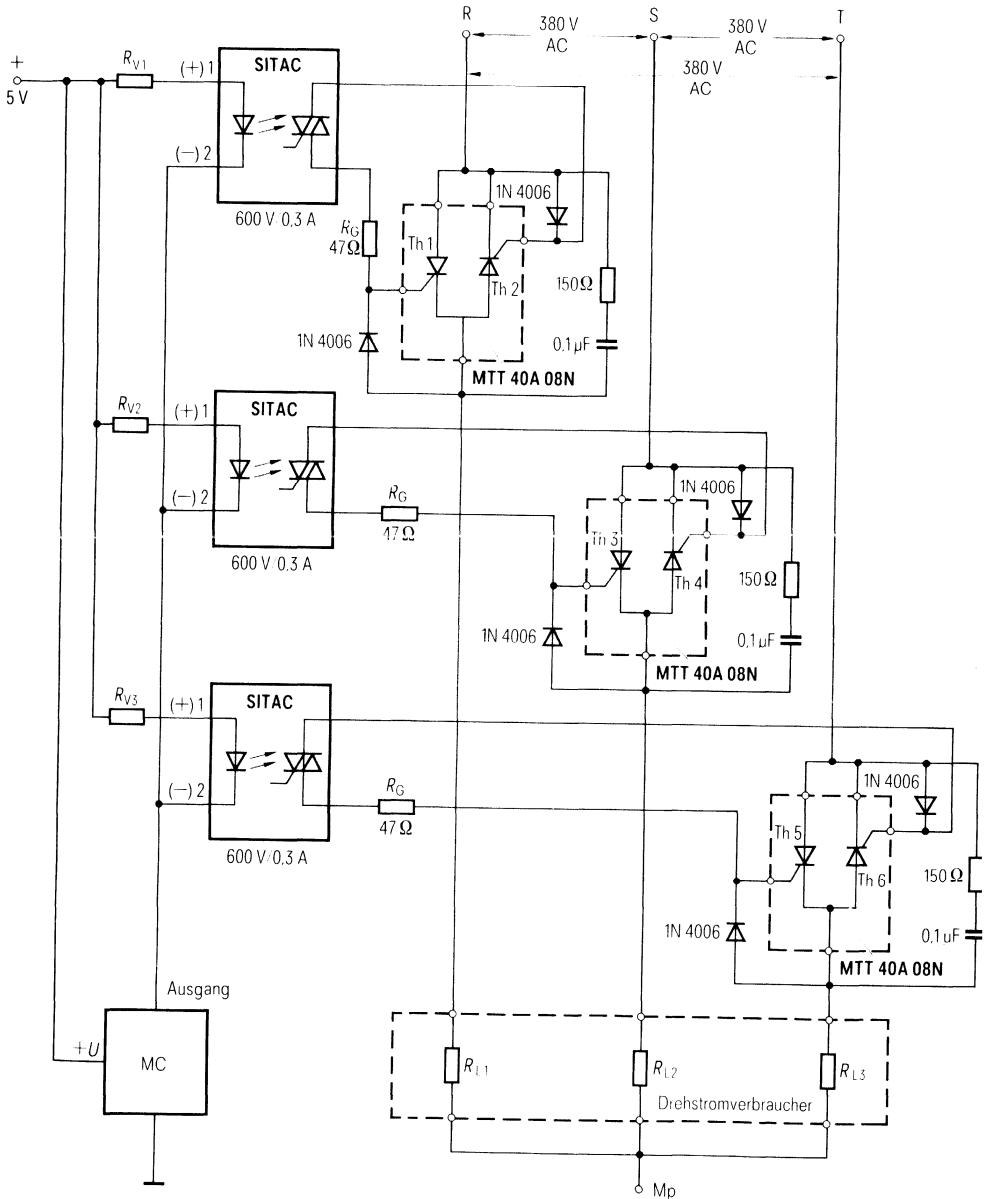 R
S
T
380 V
AC
380 V
AC
380 V
AC
+
5 V
RV1
(+) 1
SITAC
(−) 2
600 V/0,3 A
RG
47 Ω
1N 4006
Th 1
Th 2
150 Ω
1N 4006
0,1 µF
MTT 40A 08N
RV2
(+) 1
SITAC
(−) 2
600 V/0,3 A
RG
47 Ω
1N 4006
Th 3
Th 4
150 Ω
1N 4006
0,1 µF
MTT 40A 08N
RV3
(+) 1
SITAC
(−) 2
600 V/0,3 A
RG
47 Ω
1N 4006
Th 5
Th 6
150 Ω
1N 4006
0,1 µF
MTT 40A 08N
Ausgang
+U
MC
RL1
RL2
RL3
Drehstromverbraucher
Mp